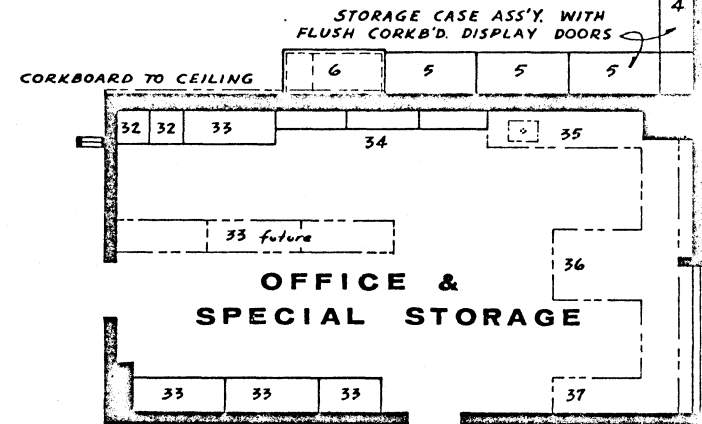 4
STORAGE CASE ASS'Y. WITH
FLUSH CORKB'D. DISPLAY DOORS
CORKBOARD TO CEILING
6 5 5 5
32 32 33
34
35
33 future
36
OFFICE &
SPECIAL STORAGE
33 33 33
37